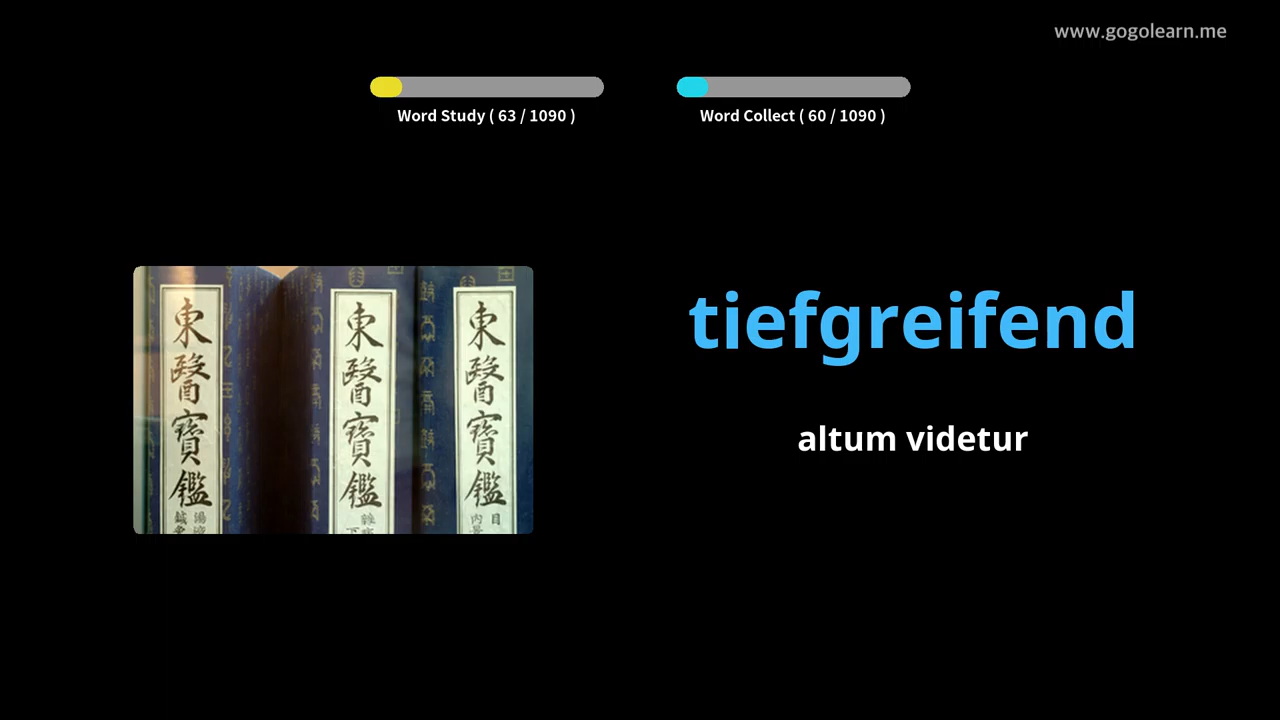 www.gogolearn.me
Word Study ( 63 / 1090 )
Word Collect ( 60 / 1090 )
東醫寶鑑
東醫寶鑑
東醫寶鑑
目
tiefgreifend
altum videtur